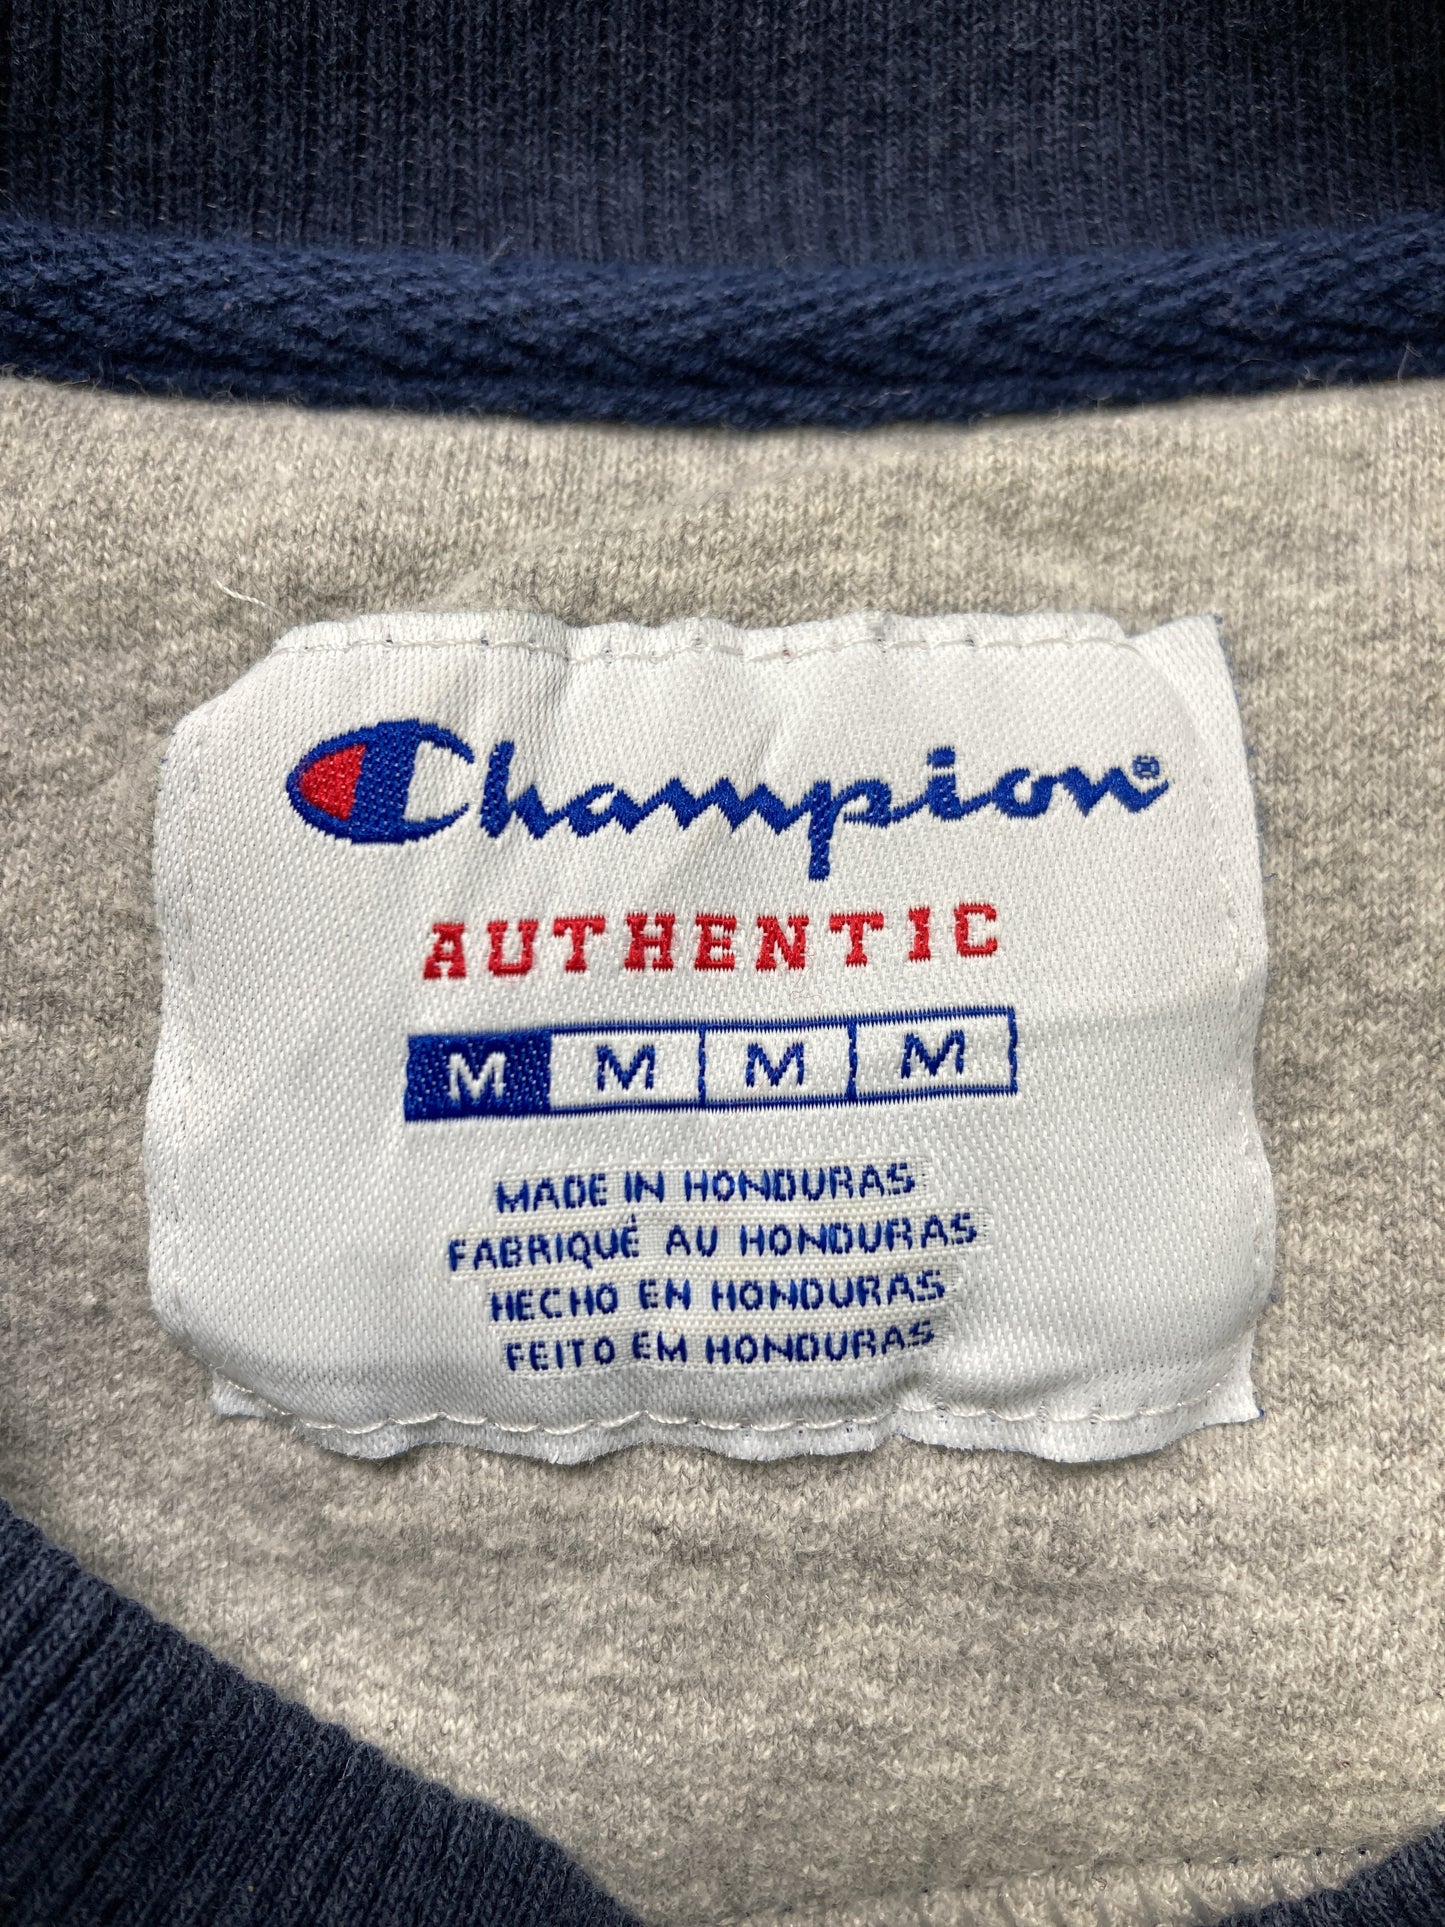 Champion®
AUTHENTIC
M M M M
MADE IN HONDURAS
FABRIQUÉ AU HONDURAS
HECHO EN HONDURAS
FEITO EM HONDURAS